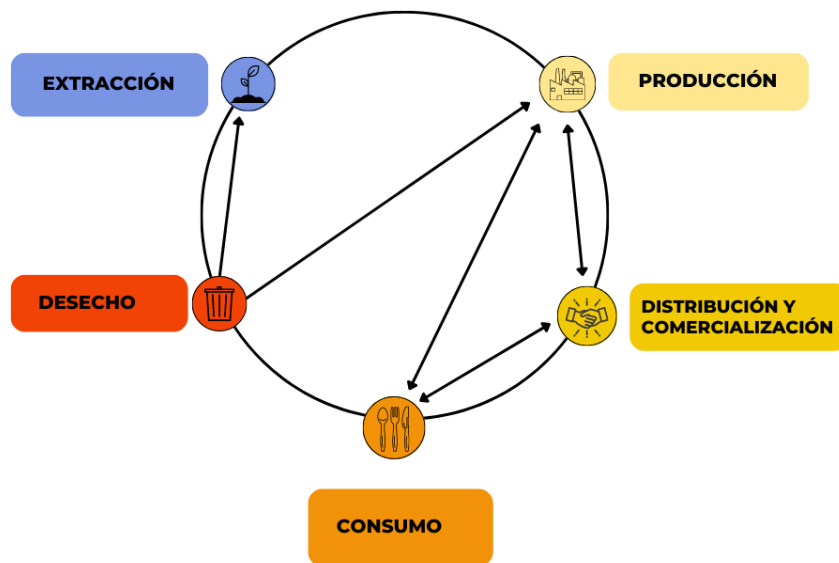 EXTRACCIÓN
PRODUCCIÓN
DESECHO
DISTRIBUCIÓN Y
COMERCIALIZACIÓN
CONSUMO